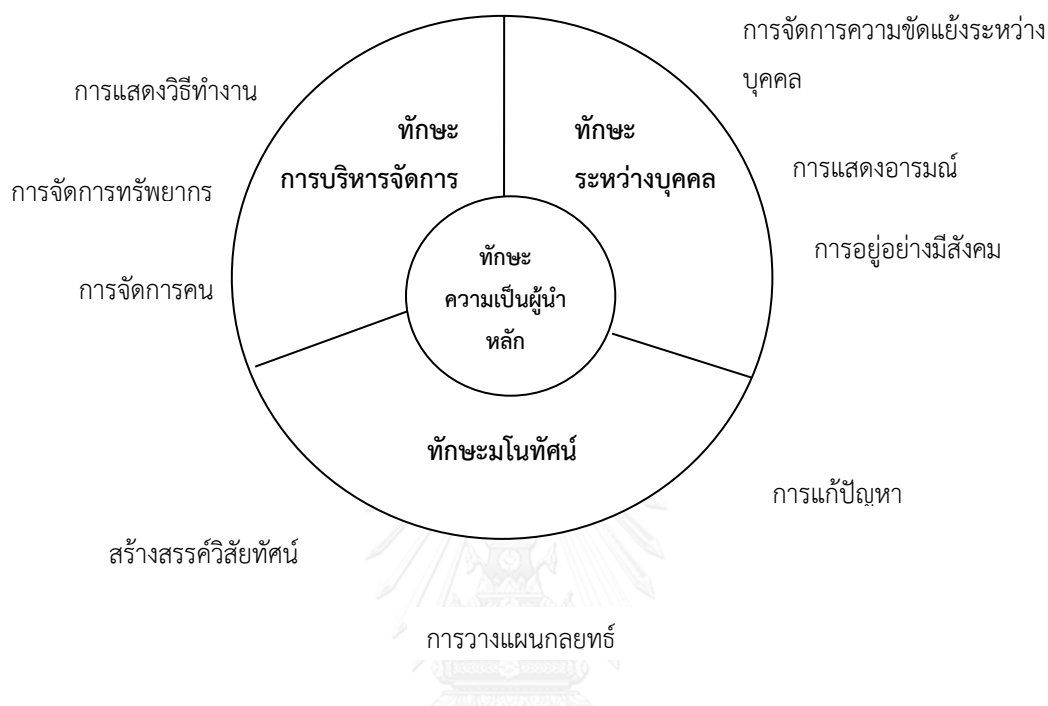 การจัดการความขัดแย้งระหว่าง
บุคคล
การแสดงวิธีทำงาน
ทักษะ
การบริหารจัดการ
ทักษะ
ระหว่างบุคคล
การแสดงอารมณ์
การจัดการทรัพยากร
การอยู่อย่างมีสังคม
การจัดการคน
ทักษะ
ความเป็นผู้นำ
หลัก
ทักษะมโนทัศน์
การแก้ปัญหา
สร้างสรรค์วิสัยทัศน์
การวางแผนกลยทธ์